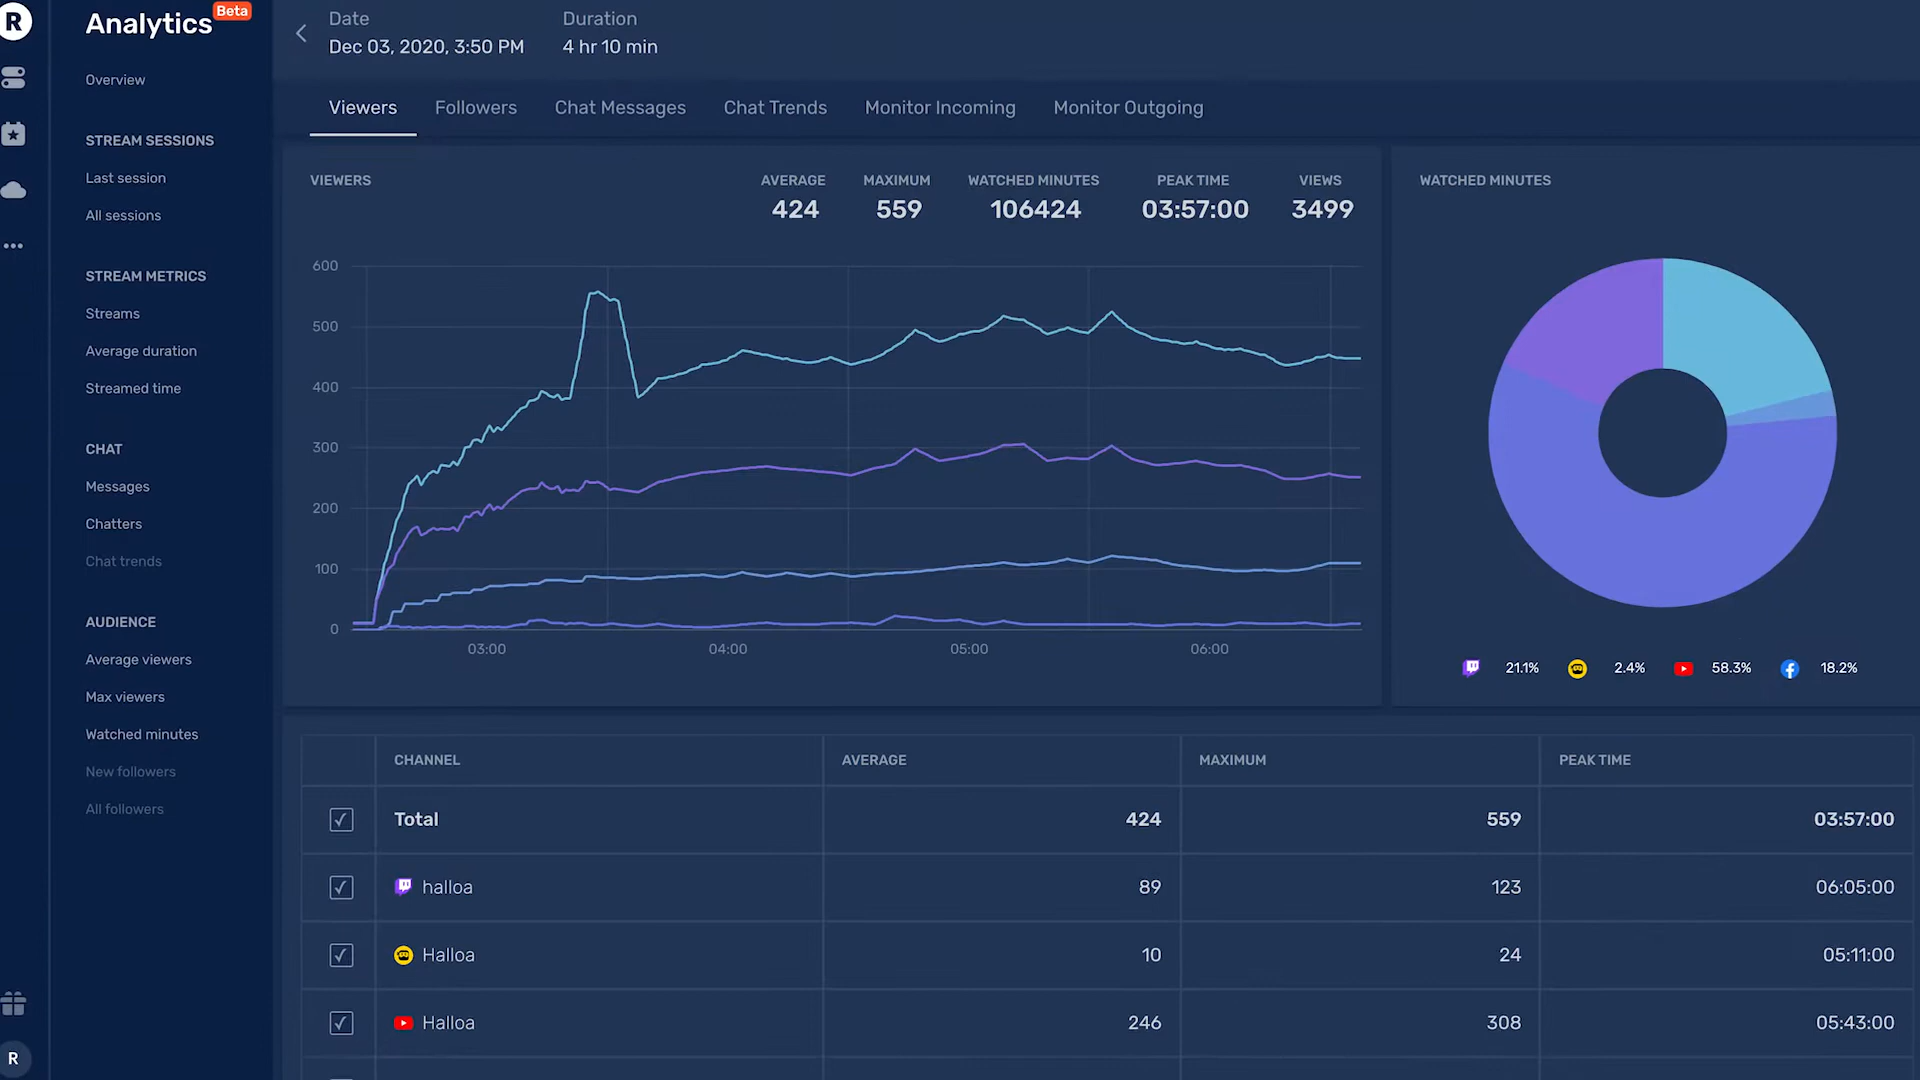 R
Analytics
Beta
Overview
STREAM SESSIONS
Last session
All sessions
STREAM METRICS
Streams
Average duration
Streamed time
CHAT
Messages
Chatters
Chat trends
AUDIENCE
Average viewers
Max viewers
Watched minutes
New followers
All followers
R
Date
Dec 03, 2020, 3:50 PM
Duration
4 hr 10 min
Viewers Followers Chat Messages Chat Trends Monitor Incoming Monitor Outgoing
VIEWERS
AVERAGE MAXIMUM WATCHED MINUTES PEAK TIME VIEWS
424 559 106424 03:57:00 3499
600
500
400
300
200
100
0
03:00 04:00 05:00 06:00
WATCHED MINUTES
21.1% 2.4% 58.3% 18.2%
CHANNEL AVERAGE MAXIMUM PEAK TIME
Total 424 559 03:57:00
halloa 89 123 06:05:00
Halloa 10 24 05:11:00
Halloa 246 308 05:43:00